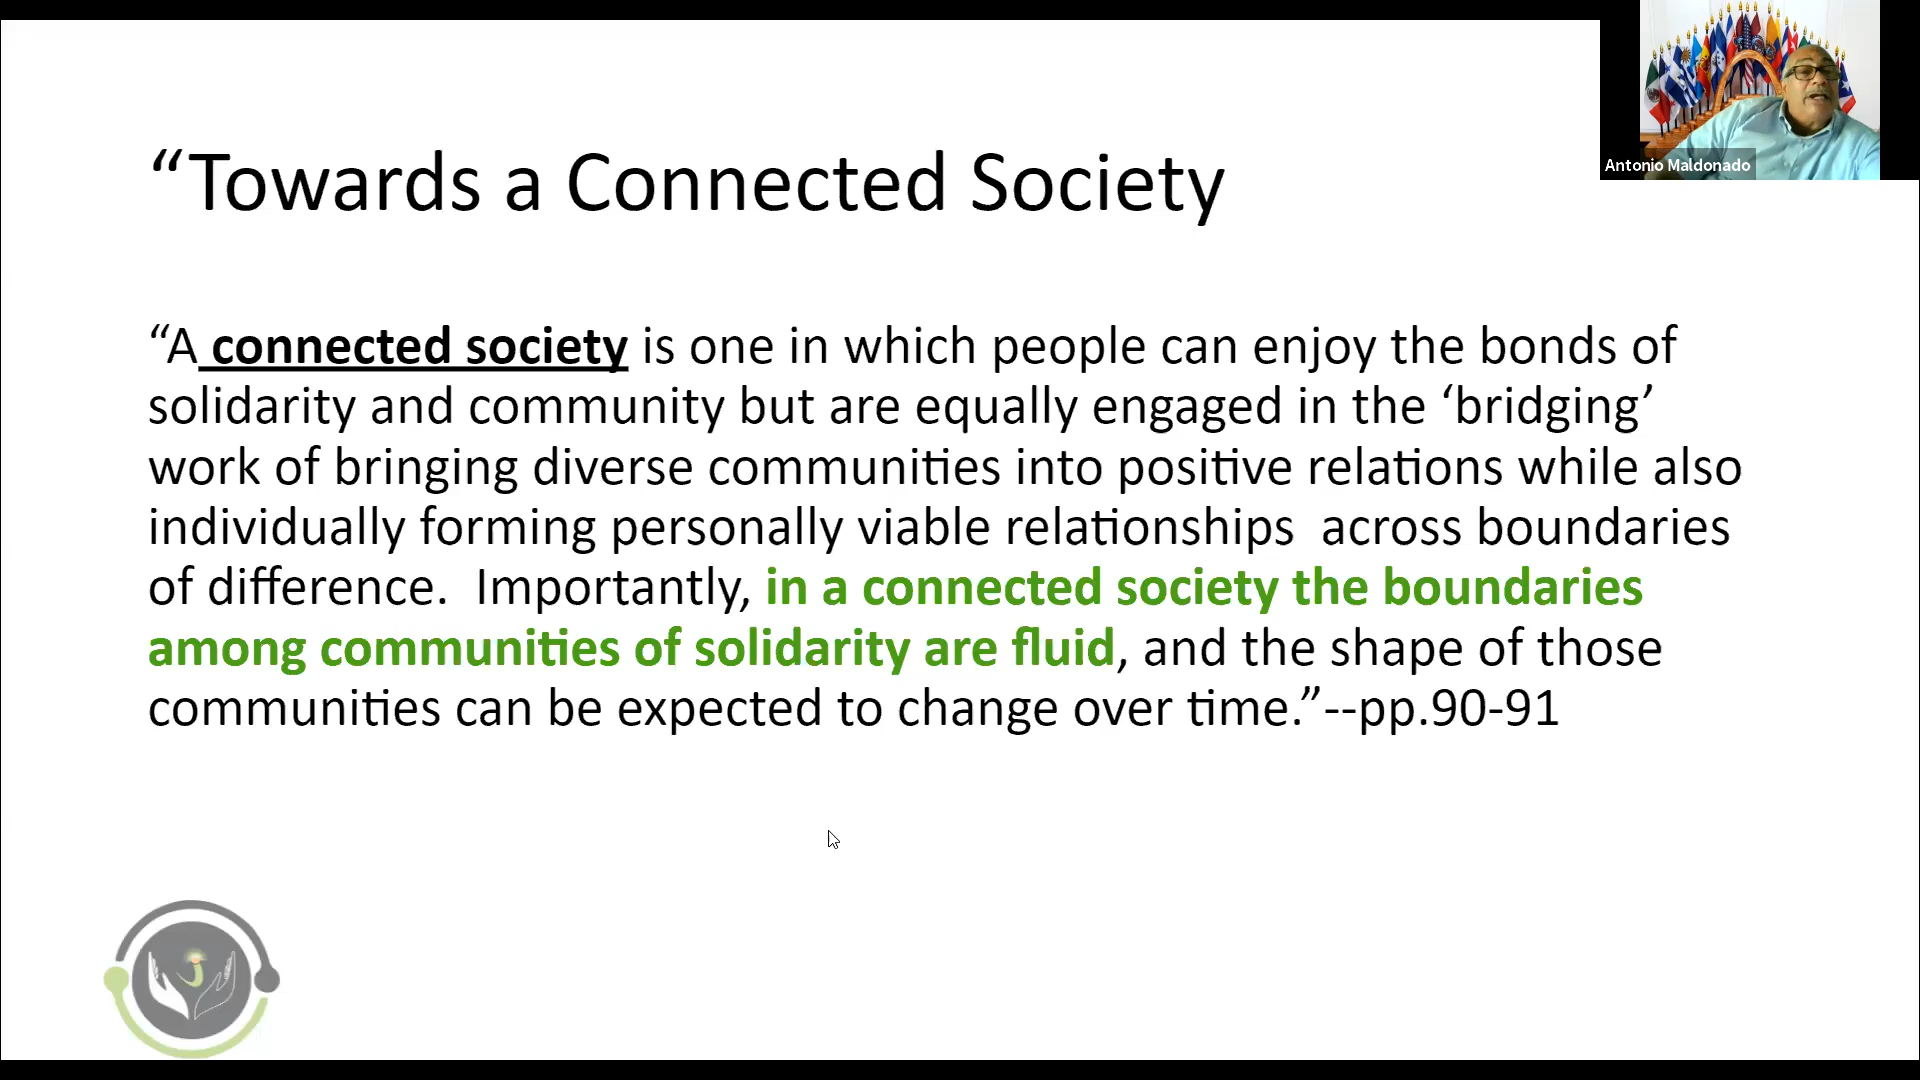 Antonio Maldonado
“Towards a Connected Society
“A connected society is one in which people can enjoy the bonds of
solidarity and community but are equally engaged in the ‘bridging’
work of bringing diverse communities into positive relations while also
individually forming personally viable relationships  across boundaries
of difference.  Importantly, in a connected society the boundaries
among communities of solidarity are fluid, and the shape of those
communities can be expected to change over time.”--pp.90-91